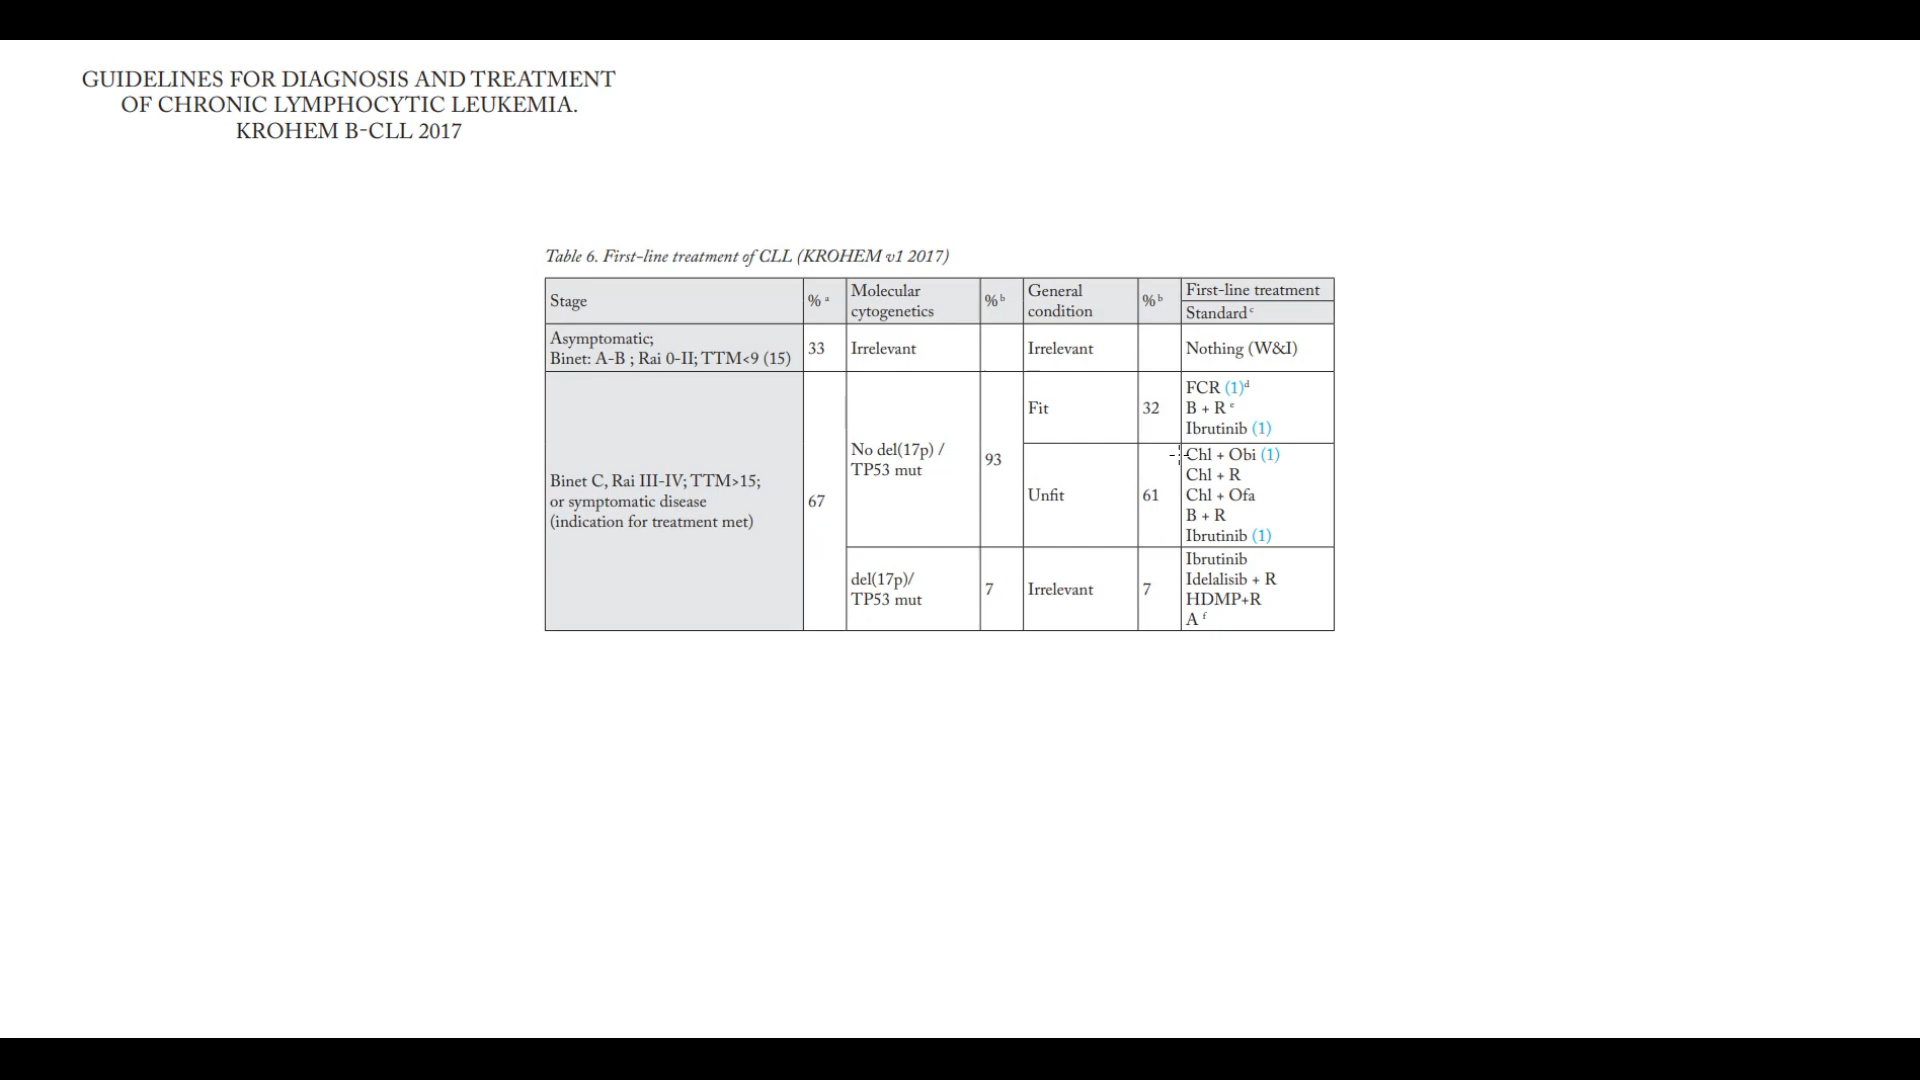 GUIDELINES FOR DIAGNOSIS AND TREATMENT
OF CHRONIC LYMPHOCYTIC LEUKEMIA.
KROHEM B-CLL 2017
Table 6. First-line treatment of CLL (KROHEM v1 2017)
Stage
% a
Molecular
cytogenetics
% b
General
condition
% b
First-line treatment
Standard c
Asymptomatic;
Binet: A-B ; Rai 0-II; TTM<9 (15)
33
Irrelevant
Irrelevant
Nothing (W&I)
Binet C, Rai III-IV; TTM>15;
or symptomatic disease
(indication for treatment met)
67
No del(17p) /
TP53 mut
93
Fit
32
FCR (1)d
B + R e
Ibrutinib (1)
Unfit
61
Chl + Obi (1)
Chl + R
Chl + Ofa
B + R
Ibrutinib (1)
del(17p)/
TP53 mut
7
Irrelevant
7
Ibrutinib
Idelalisib + R
HDMP+R
A f